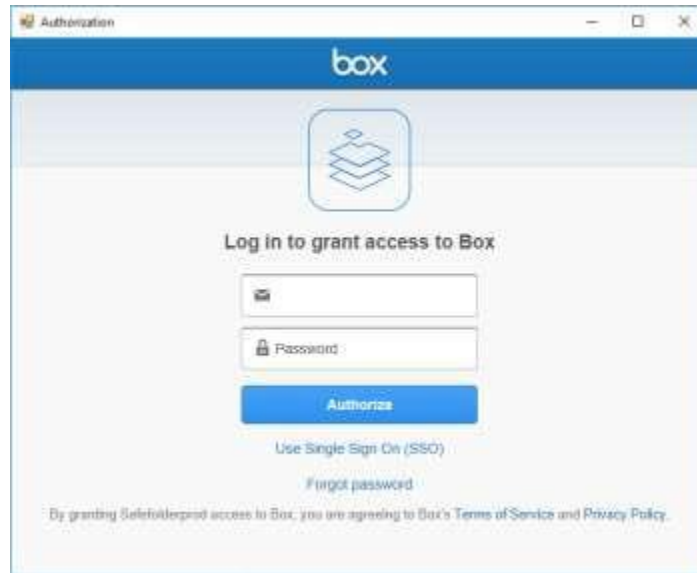 Authorization
box
Log in to grant access to Box
Password
Authorize
Use Single Sign On (SSO)
Forgot password
By granting Safefolderprod access to Box, you are agreeing to Box's Terms of Service and Privacy Policy.